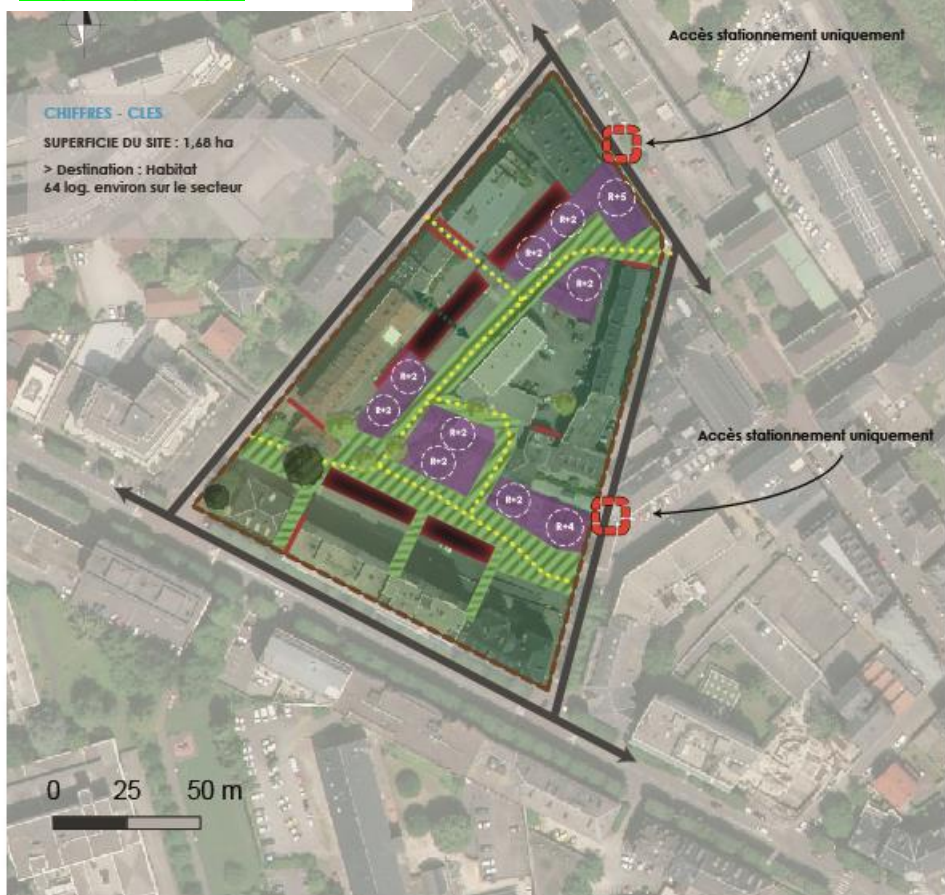 Accès stationnement uniquement
CHIFFRES - CLES
SUPERFICIE DU SITE : 1,68 ha
> Destination : Habitat
64 log. environ sur le secteur
R+5
R+2
R+2
R+2
R+2
R+2
R+2
R+2
Accès stationnement uniquement
R+2
R+4
0 25 50 m